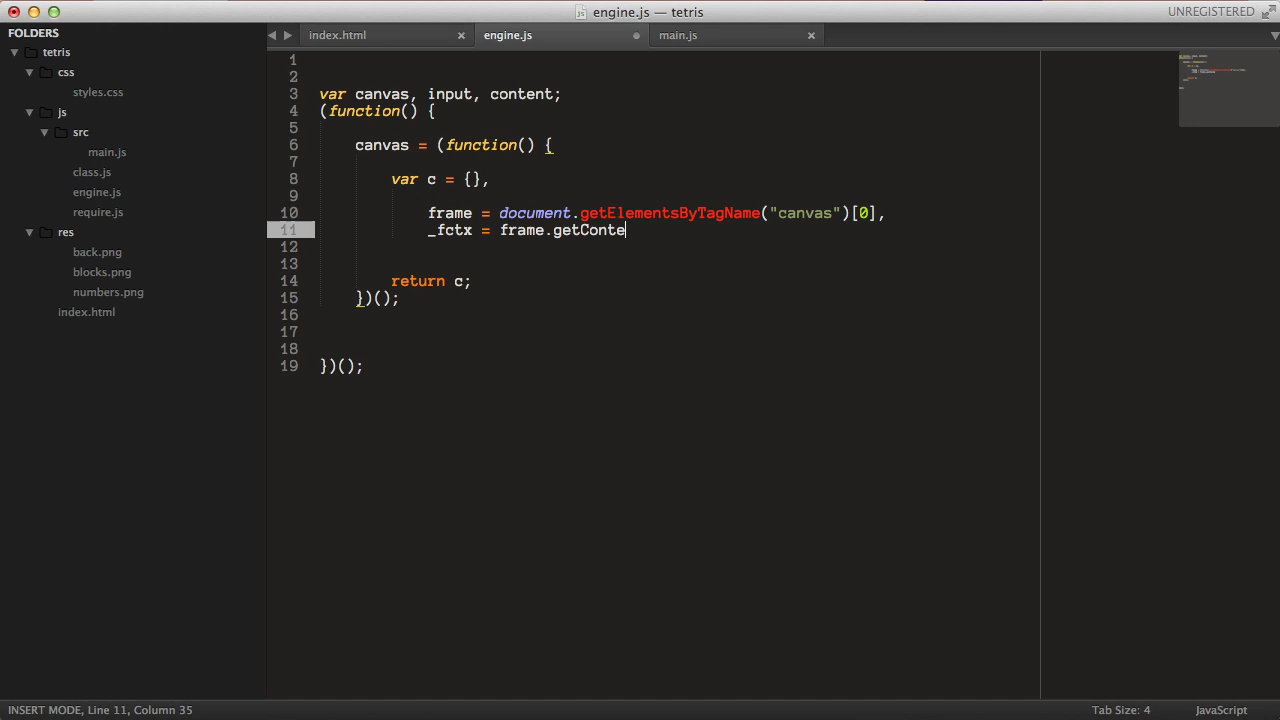 engine.js — tetris
UNREGISTERED
FOLDERS
tetris
css
styles.css
js
src
main.js
class.js
engine.js
require.js
res
back.png
blocks.png
numbers.png
index.html
index.html
engine.js
main.js
1
2
3 var canvas, input, content;
4 (function() {
5
6 canvas = (function() {
7
8 var c = {},
9
10 frame = document.getElementsByTagName("canvas")[0],
11 _fctx = frame.getConte
12
13
14 return c;
15 })();
16
17
18
19 })();
INSERT MODE, Line 11, Column 35
Tab Size: 4
JavaScript